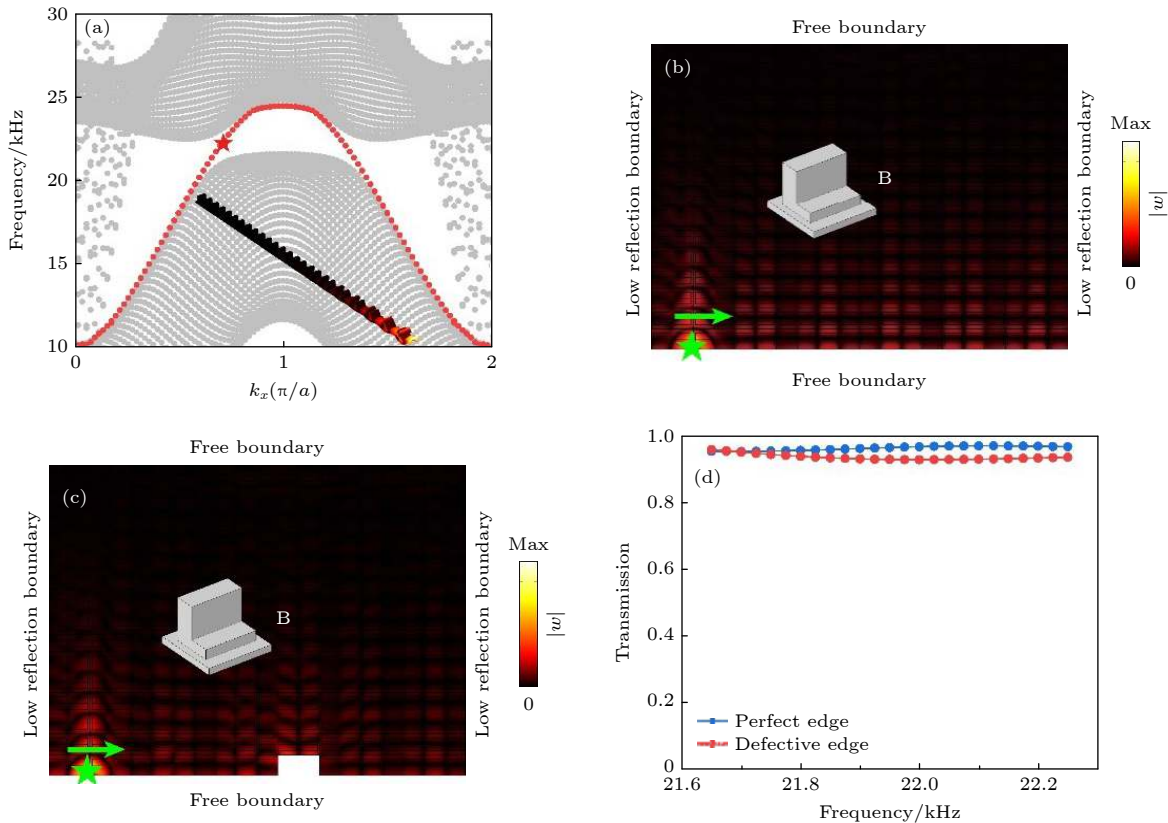 (a)
30
25
20
15
10
0
1
2
Frequency/kHz
k_x(π/a)
Free boundary
(b)
Low reflection boundary
B
Low reflection boundary
Max
|w|
0
Free boundary
Free boundary
(c)
Low reflection boundary
B
Low reflection boundary
Max
|w|
0
Free boundary
(d)
1.0
0.8
0.6
0.4
0.2
0
Transmission
Perfect edge
Defective edge
21.6
21.8
22.0
22.2
Frequency/kHz